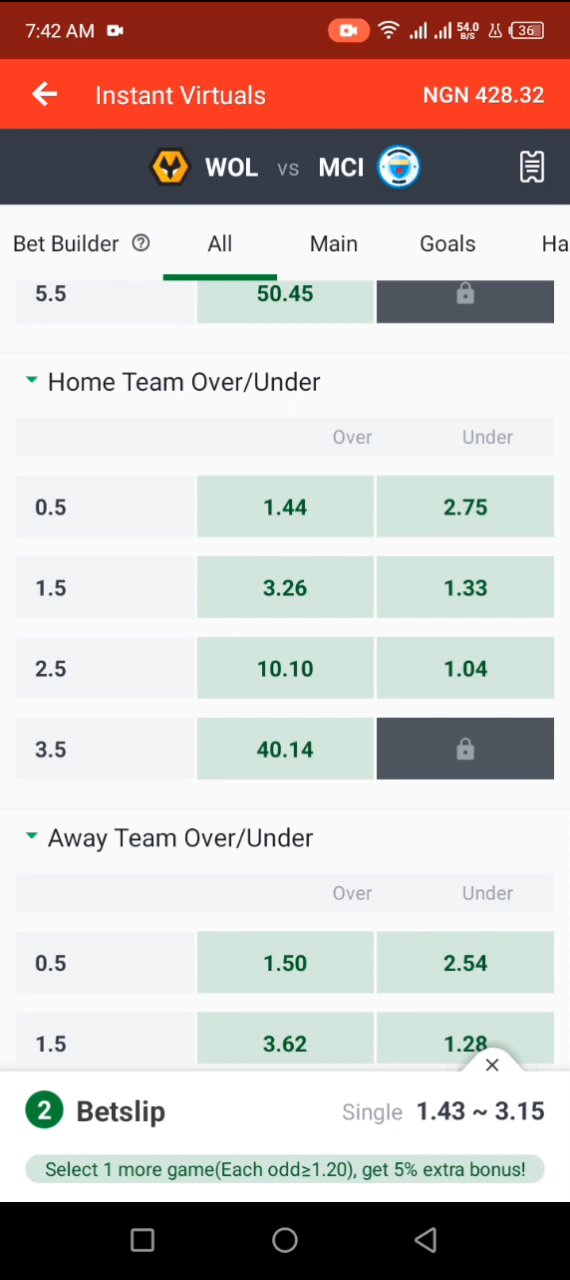 7:42 AM
54.0 B/S
36
Instant Virtuals NGN 428.32
WOL vs MCI
Bet Builder ? All Main Goals Ha
5.5 50.45
Home Team Over/Under
Over Under
0.5 1.44 2.75
1.5 3.26 1.33
2.5 10.10 1.04
3.5 40.14
Away Team Over/Under
Over Under
0.5 1.50 2.54
1.5 3.62 1.28
2 Betslip Single 1.43 ~ 3.15
Select 1 more game(Each odd≥1.20), get 5% extra bonus!